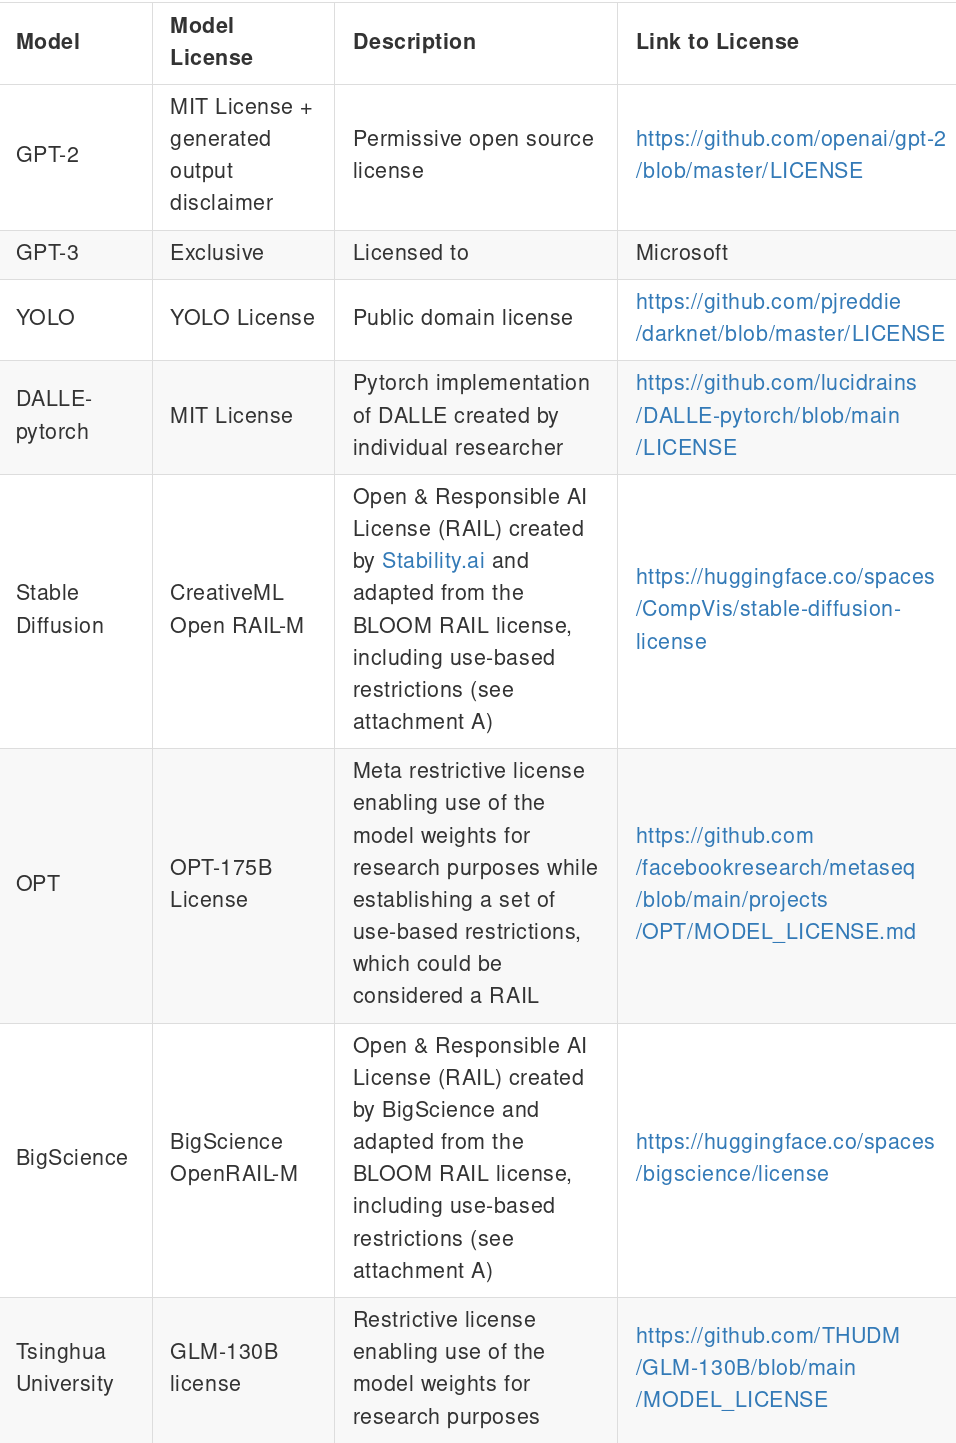 Model
Model
License
Description
Link to License
GPT-2
MIT License +
generated
output
disclaimer
Permissive open source
license
https://github.com/openai/gpt-2
/blob/master/LICENSE
GPT-3
Exclusive
Licensed to
Microsoft
YOLO
YOLO License
Public domain license
https://github.com/pjreddie
/darknet/blob/master/LICENSE
DALLE-
pytorch
MIT License
Pytorch implementation
of DALLE created by
individual researcher
https://github.com/lucidrains
/DALLE-pytorch/blob/main
/LICENSE
Stable
Diffusion
CreativeML
Open RAIL-M
Open & Responsible AI
License (RAIL) created
by Stability.ai and
adapted from the
BLOOM RAIL license,
including use-based
restrictions (see
attachment A)
https://huggingface.co/spaces
/CompVis/stable-diffusion-
license
OPT
OPT-175B
License
Meta restrictive license
enabling use of the
model weights for
research purposes while
establishing a set of
use-based restrictions,
which could be
considered a RAIL
https://github.com
/facebookresearch/metaseq
/blob/main/projects
/OPT/MODEL_LICENSE.md
BigScience
BigScience
OpenRAIL-M
Open & Responsible AI
License (RAIL) created
by BigScience and
adapted from the
BLOOM RAIL license,
including use-based
restrictions (see
attachment A)
https://huggingface.co/spaces
/bigscience/license
Tsinghua
University
GLM-130B
license
Restrictive license
enabling use of the
model weights for
research purposes
https://github.com/THUDM
/GLM-130B/blob/main
/MODEL_LICENSE